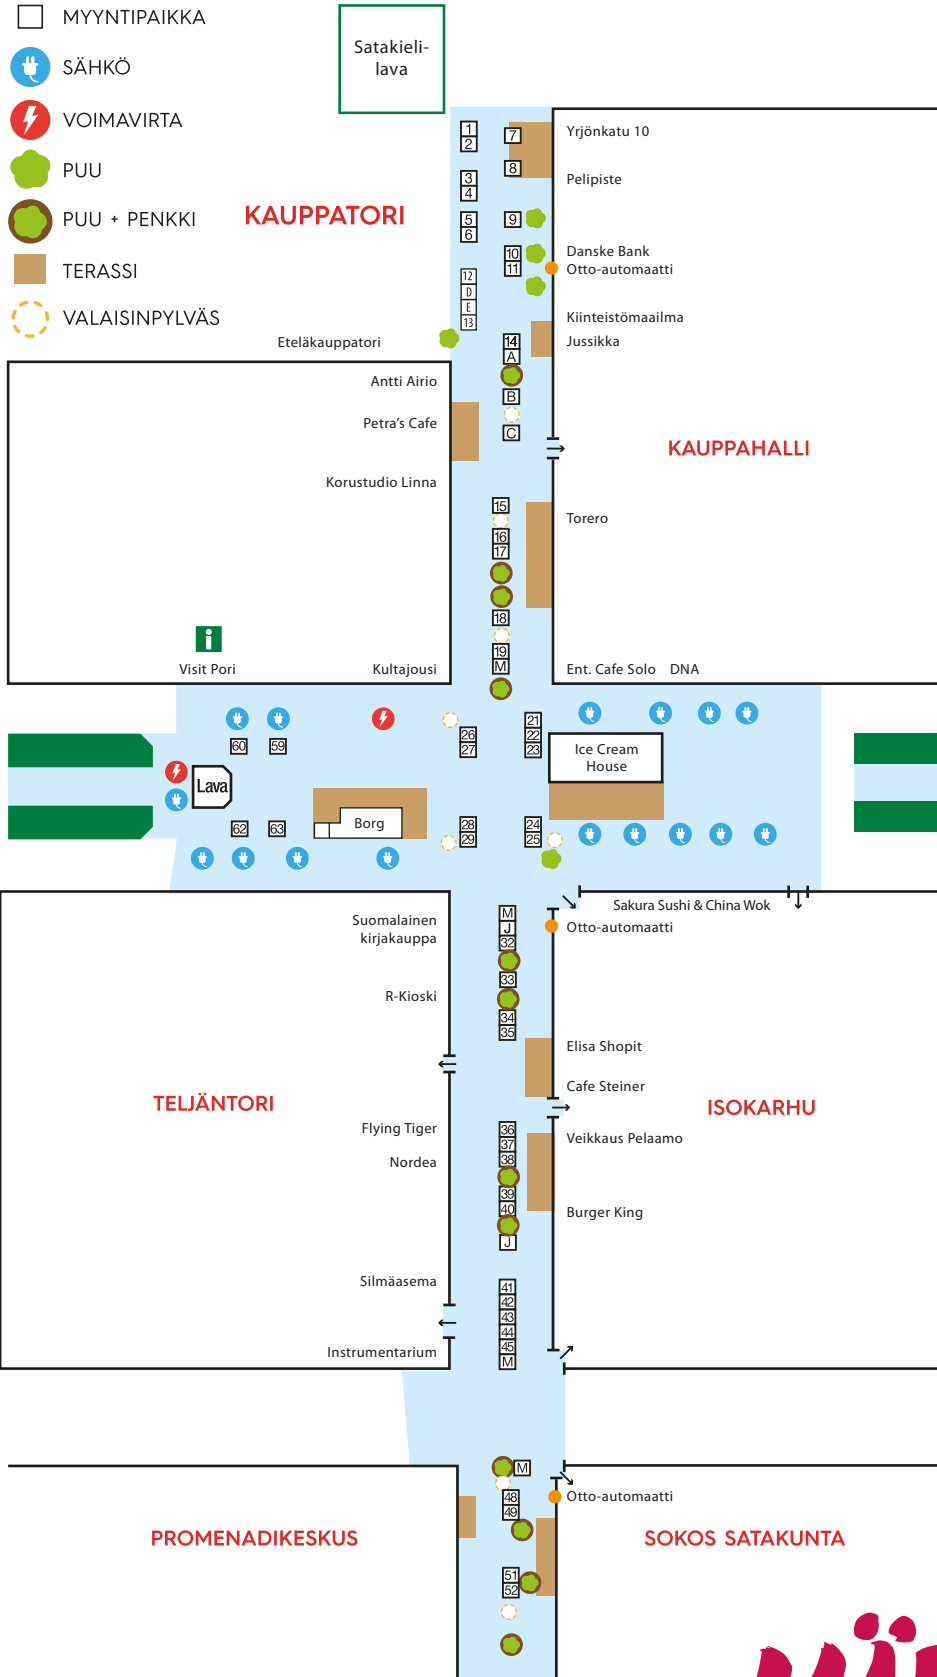 MYYNTIPAIKKA
SÄHKÖ
VOIMAVIRTA
PUU
PUU + PENKKI
TERASSI
VALAISINPYLVÄS
Satakieli-
lava
KAUPPATORI
1
2
3
4
5
6
7
8
9
10
11
12
D
E
13
14
A
B
C
Yrjönkatu 10
Pelipiste
Danske Bank
Otto-automaatti
Kiinteistömaailma
Jussikka
Eteläkauppatori
Antti Airio
Petra's Cafe
Korustudio Linna
KAUPPAHALLI
Torero
15
16
17
18
19
M
i
Visit Pori
Kultajousi
Ent. Cafe Solo DNA
60
59
26
27
21
22
23
Ice Cream
House
Lava
62
63
Borg
28
29
24
25
Sakura Sushi & China Wok
Otto-automaatti
Suomalainen
kirjakauppa
R-Kioski
M
J
32
33
34
35
Elisa Shopit
Cafe Steiner
TELJÄNTORI
ISOKARHU
Flying Tiger
Nordea
36
37
38
39
40
J
Veikkaus Pelaamo
Burger King
Silmäasema
Instrumentarium
41
42
43
44
45
M
M
48
49
Otto-automaatti
PROMENADIKESKUS
SOKOS SATAKUNTA
51
52